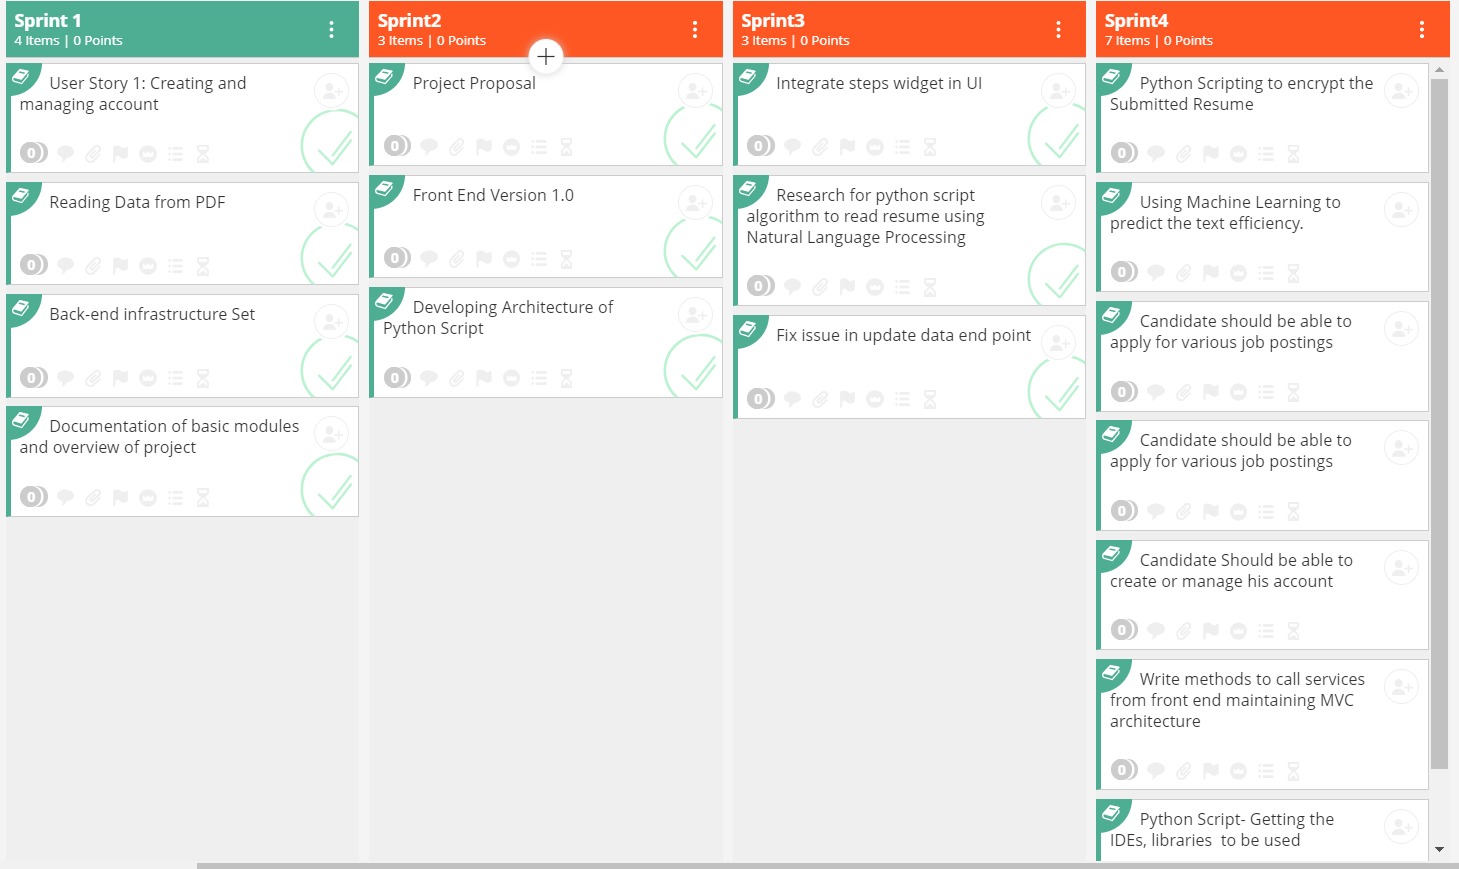 Sprint 1
4 Items | 0 Points
User Story 1: Creating and
managing account
0
Reading Data from PDF
0
Back-end infrastructure Set
0
Documentation of basic modules
and overview of project
0
Sprint2
3 Items | 0 Points
Project Proposal
0
Front End Version 1.0
0
Developing Architecture of
Python Script
0
Sprint3
3 Items | 0 Points
Integrate steps widget in UI
0
Research for python script
algorithm to read resume using
Natural Language Processing
0
Fix issue in update data end point
0
Sprint4
7 Items | 0 Points
Python Scripting to encrypt the
Submitted Resume
0
Using Machine Learning to
predict the text efficiency.
0
Candidate should be able to
apply for various job postings
0
Candidate should be able to
apply for various job postings
0
Candidate Should be able to
create or manage his account
0
Write methods to call services
from front end maintaining MVC
architecture
0
Python Script- Getting the
IDEs, libraries  to be used